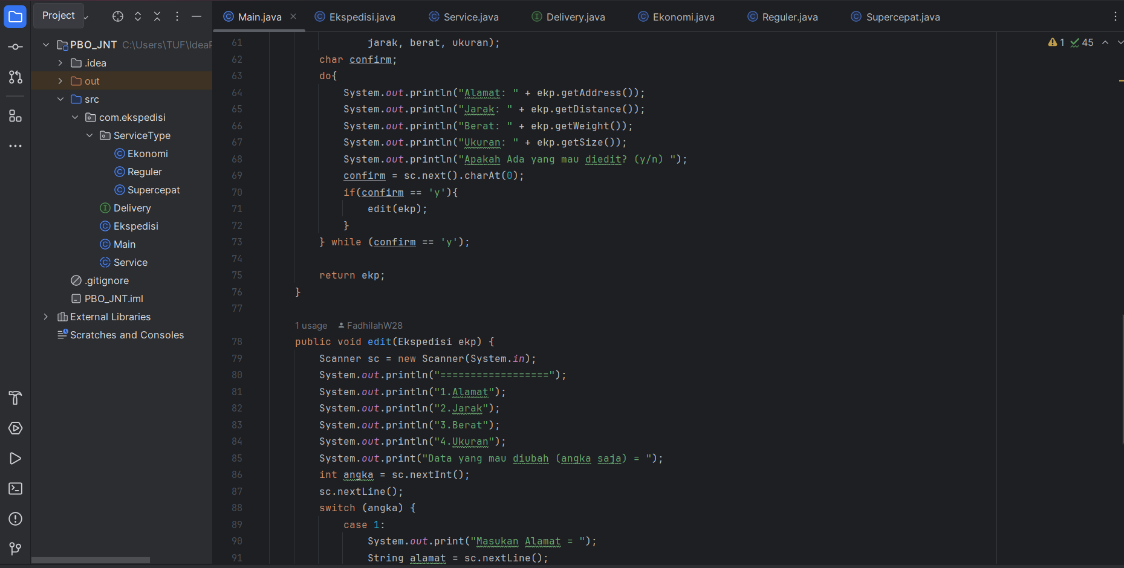 Project
Main.java
Ekspedisi.java
Service.java
Delivery.java
Ekonomi.java
Reguler.java
Supercepat.java
PBO_JNT C:\Users\TUF\IdeaP
.idea
out
src
com.ekspedisi
ServiceType
Ekonomi
Reguler
Supercepat
Delivery
Ekspedisi
Main
Service
.gitignore
PBO_JNT.iml
External Libraries
Scratches and Consoles
1 45
61 jarak, berat, ukuran);
62 char confirm;
63 do{
64 System.out.println("Alamat: " + ekp.getAddress());
65 System.out.println("Jarak: " + ekp.getDistance());
66 System.out.println("Berat: " + ekp.getWeight());
67 System.out.println("Ukuran: " + ekp.getSize());
68 System.out.println("Apakah Ada yang mau diedit? (y/n) ");
69 confirm = sc.next().charAt(0);
70 if(confirm == 'y'){
71 edit(ekp);
72 }
73 } while (confirm == 'y');
74
75 return ekp;
76 }
77
1 usage FadhilahW28
78 public void edit(Ekspedisi ekp) {
79 Scanner sc = new Scanner(System.in);
80 System.out.println("==================");
81 System.out.println("1.Alamat");
82 System.out.println("2.Jarak");
83 System.out.println("3.Berat");
84 System.out.println("4.Ukuran");
85 System.out.print("Data yang mau diubah (angka saja) = ");
86 int angka = sc.nextInt();
87 sc.nextLine();
88 switch (angka) {
89 case 1:
90 System.out.print("Masukan Alamat = ");
91 String alamat = sc.nextLine();